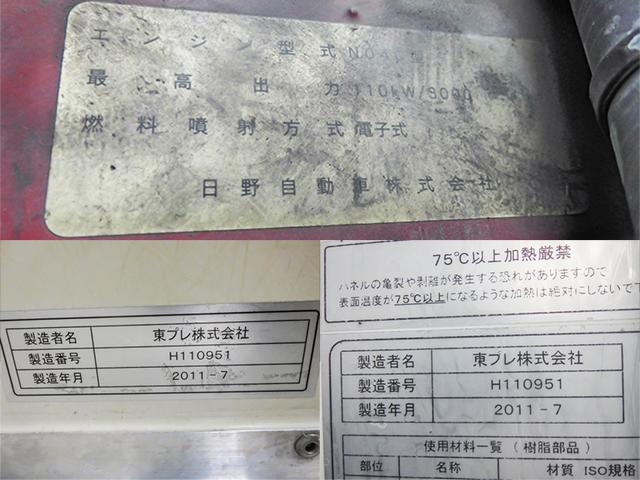 エンジン型式 N04
最高出力 110kW/3000
燃料噴射方式 電子式
日野自動車株式会社
製造者名 東プレ株式会社
製造番号 H110951
製造年月 2011-7
75℃以上加熱厳禁
パネルの亀裂や剥離が発生する恐れがありますので
表面温度が75℃以上になるような加熱は絶対にしないで
製造者名 東プレ株式会社
製造番号 H110951
製造年月 2011-7
使用材料一覧（樹脂部品）
部位 名称 材質 ISO規格